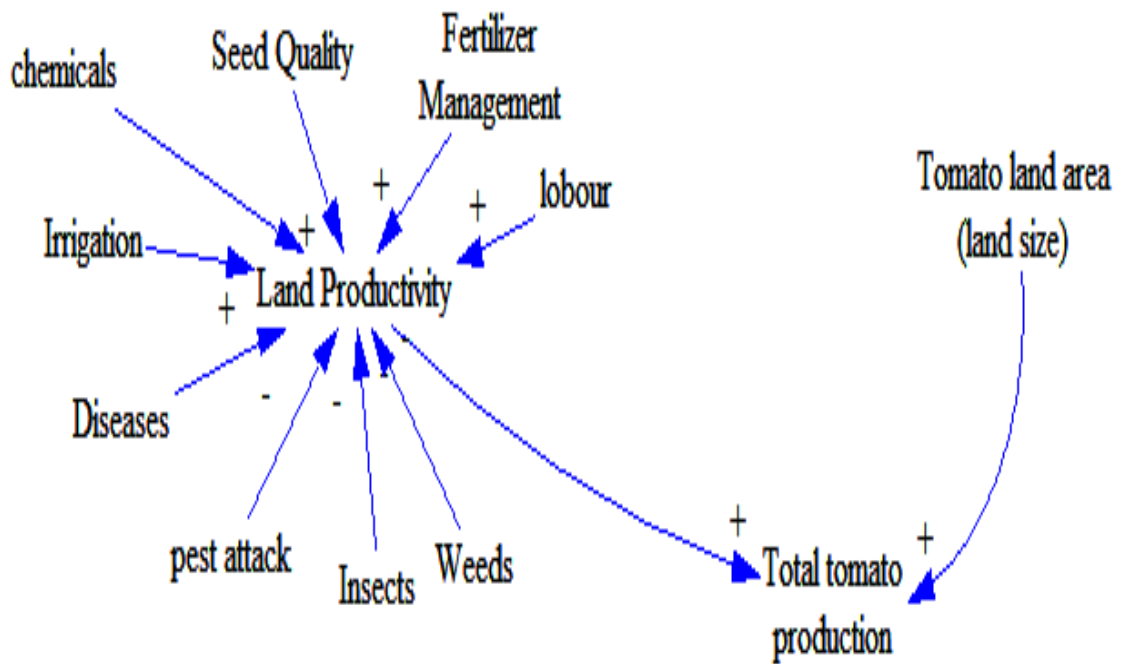 chemicals
Seed Quality
Fertilizer
Management
lobour
Tomato land area
(land size)
+
+
+
Irrigation
Land Productivity
+
-
-
-
-
Diseases
pest attack
Insects
Weeds
+
+
Total tomato
production